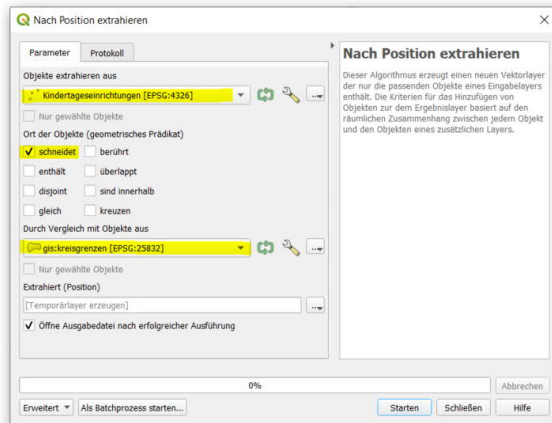 Nach Position extrahieren
Parameter
Protokoll
Objekte extrahieren aus
Kindertageseinrichtungen [EPSG:4326]
Nur gewählte Objekte
Ort der Objekte (geometrisches Prädikat)
schneidet berührt
enthält überlappt
disjoint sind innerhalb
gleich kreuzen
Durch Vergleich mit Objekte aus
gis:kreisgrenzen [EPSG:25832]
Nur gewählte Objekte
Extrahiert (Position)
[Temporärlayer erzeugen]
Öffne Ausgabedatei nach erfolgreicher Ausführung
Nach Position extrahieren
Dieser Algorithmus erzeugt einen neuen Vektorlayer
der nur die passenden Objekte eines Eingabelayers
enthält. Die Kriterien für das Hinzufügen von
Objekten zum Ergebnislayer basiert auf den
räumlichen Zusammenhang zwischen jedem Objekt
und den Objekten eines zusätzlichen Layers.
0%
Abbrechen
Erweitert Als Batchprozess starten... Starten Schließen Hilfe